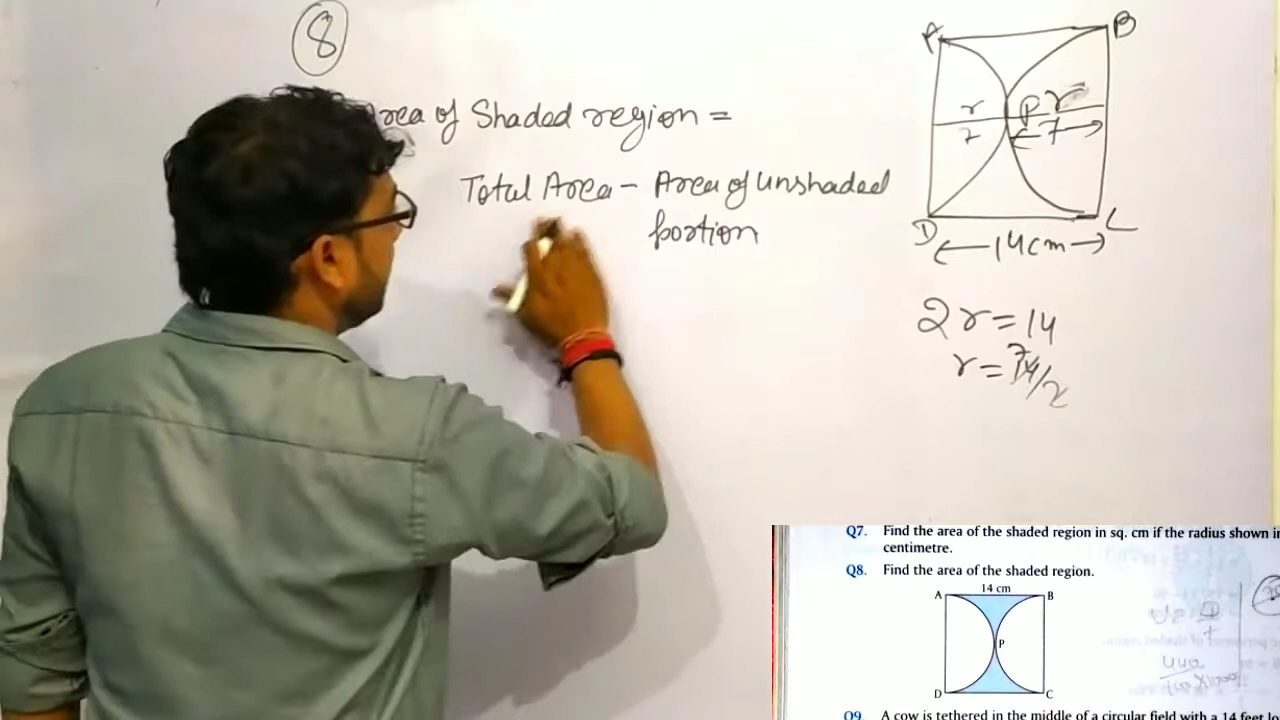 8
Area of Shaded region =
Total Area - Area of Unshaded
portion
A
B
r
P
r
7
7
D
C
14cm
2r=14
r=14/2
7
Q7. Find the area of the shaded region in sq. cm if the radius shown in
centimetre.
Q8. Find the area of the shaded region.
14 cm
A
B
P
D
C
Q9. A cow is tethered in the middle of a circular field with a 14 feet lo